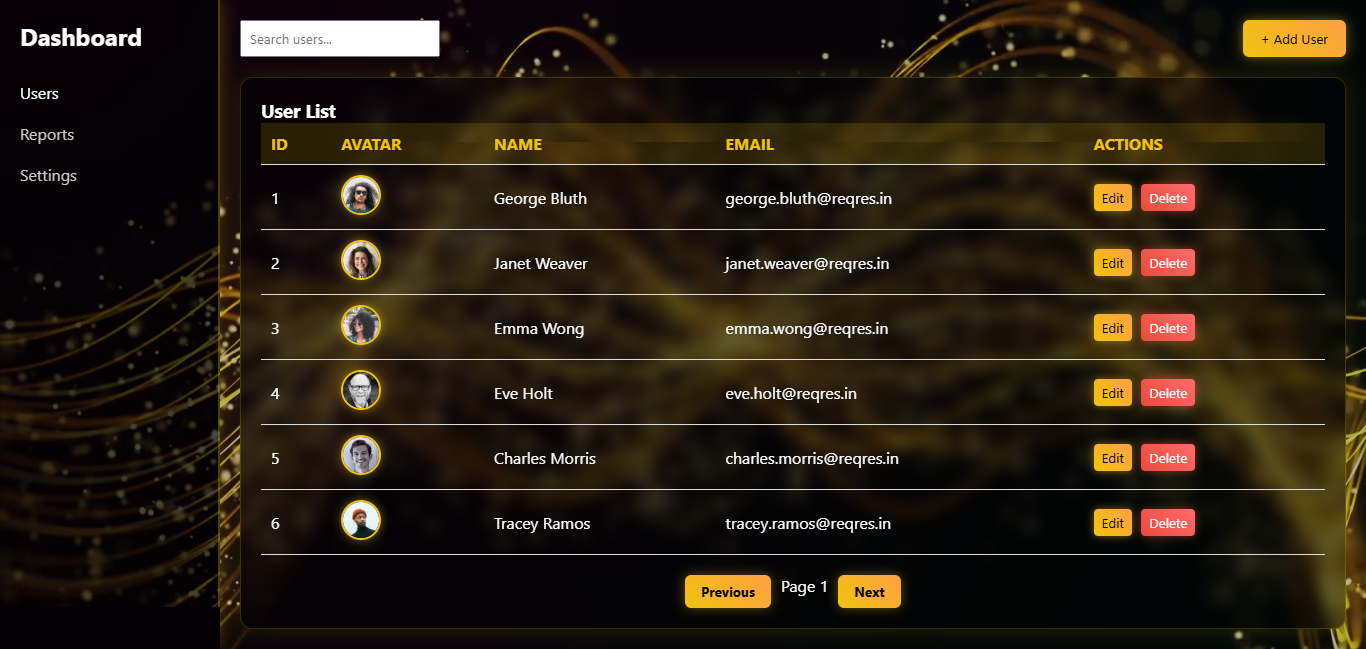 Dashboard
Users
Reports
Settings
Search users...
+ Add User
User List
ID AVATAR NAME EMAIL ACTIONS
1 George Bluth george.bluth@reqres.in Edit Delete
2 Janet Weaver janet.weaver@reqres.in Edit Delete
3 Emma Wong emma.wong@reqres.in Edit Delete
4 Eve Holt eve.holt@reqres.in Edit Delete
5 Charles Morris charles.morris@reqres.in Edit Delete
6 Tracey Ramos tracey.ramos@reqres.in Edit Delete
Previous Page 1 Next